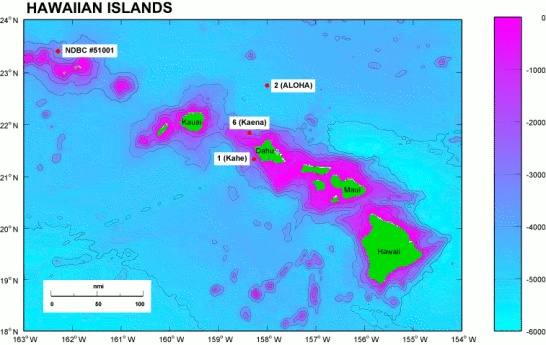 HAWAIIAN ISLANDS
24° N
NDBC #51001
23° N
2 (ALOHA)
22° N
Kauai
6 (Kaena)
Oahu
1 (Kahe)
21° N
Maui
20° N
Hawaii
19° N
nmi
0 50 100
18° N
163° W 162° W 161° W 160° W 159° W 158° W 157° W 156° W 155° W 154° W
0
-1000
-2000
-3000
-4000
-5000
-6000